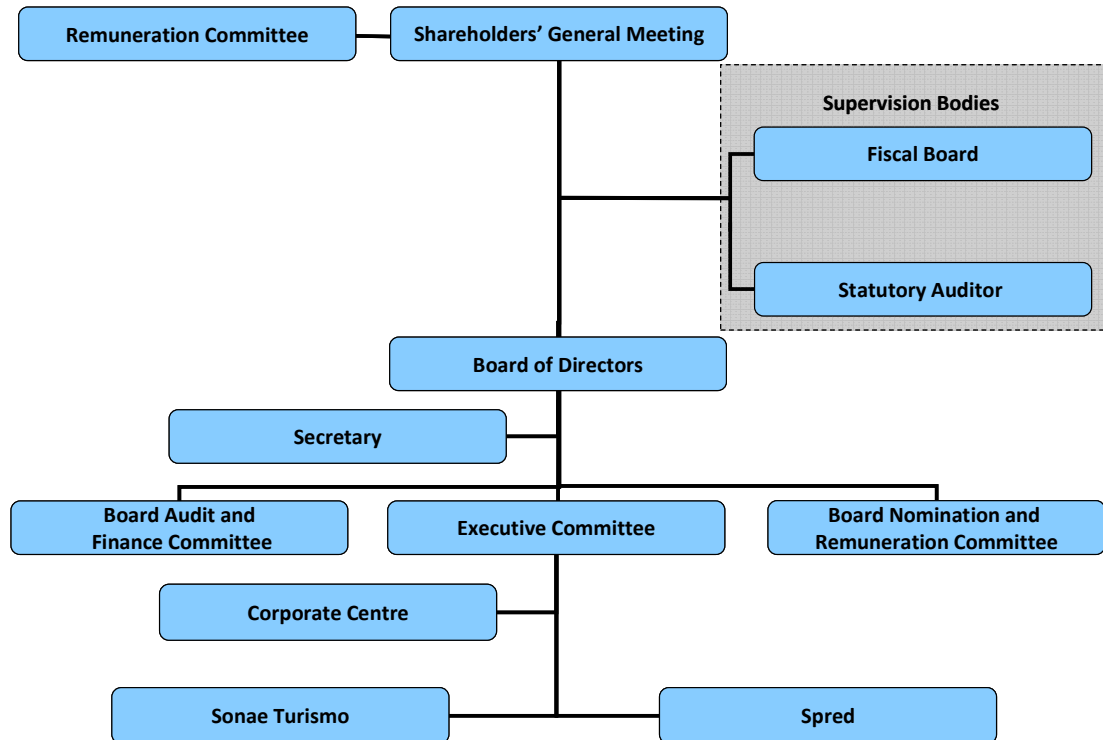 Remuneration Committee
Shareholders’ General Meeting
Supervision Bodies
Fiscal Board
Statutory Auditor
Board of Directors
Secretary
Board Audit and
Finance Committee
Executive Committee
Board Nomination and
Remuneration Committee
Corporate Centre
Sonae Turismo
Spred